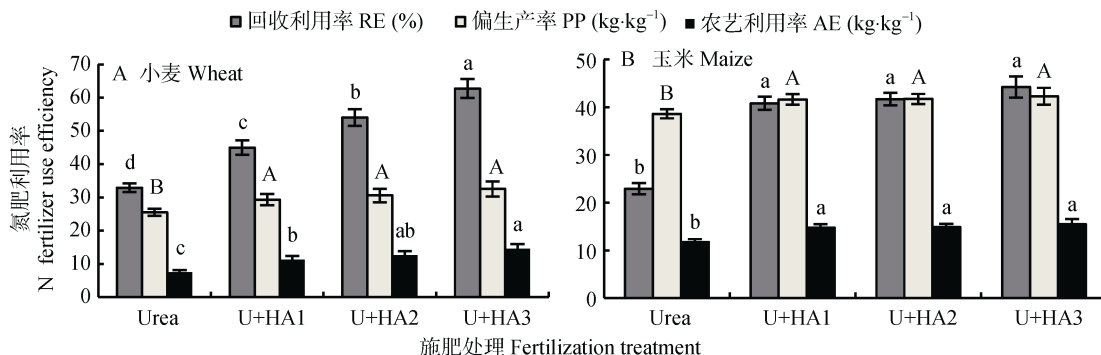 回收利用率 RE (%) 偏生产率 PP (kg·kg⁻¹) 农艺利用率 AE (kg·kg⁻¹)
氮肥利用率
N fertilizer use efficiency
A 小麦 Wheat
70
60
50
40
30
20
10
0
d B c
c A b
b A ab
a A a
Urea U+HA1 U+HA2 U+HA3
B 玉米 Maize
50
40
30
20
10
0
b B b
a A a
a A a
a A a
Urea U+HA1 U+HA2 U+HA3
施肥处理 Fertilization treatment